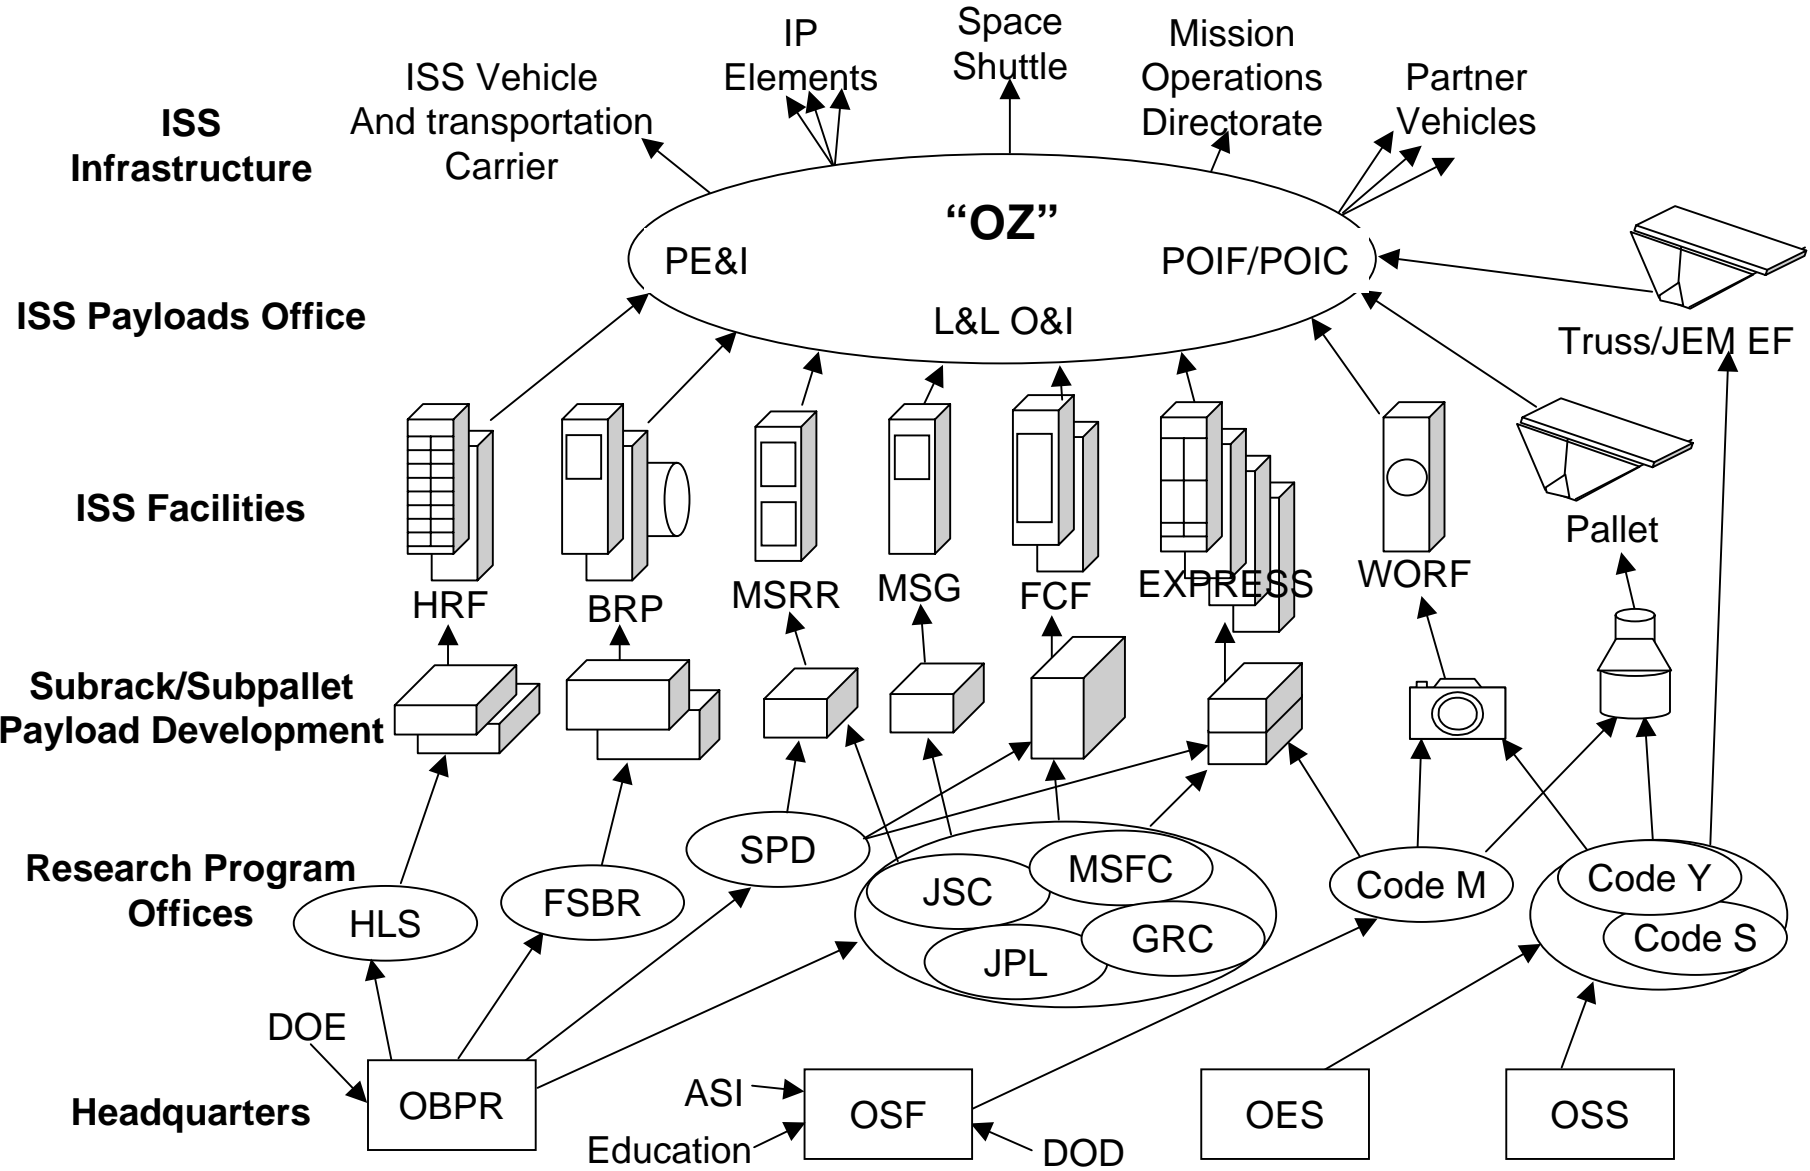 IP
Elements
Space
Shuttle
Mission
Operations
Directorate
ISS Vehicle
And transportation
Carrier
Partner
Vehicles
ISS
Infrastructure
“OZ”
PE&I
POIF/POIC
L&L O&I
ISS Payloads Office
Truss/JEM EF
ISS Facilities
Pallet
HRF
BRP
MSRR
MSG
FCF
EXPRESS
WORF
Subrack/Subpallet
Payload Development
Research Program
Offices
HLS
FSBR
SPD
JSC
MSFC
JPL
GRC
Code M
Code Y
Code S
DOE
Headquarters
OBPR
ASI
Education
OSF
DOD
OES
OSS